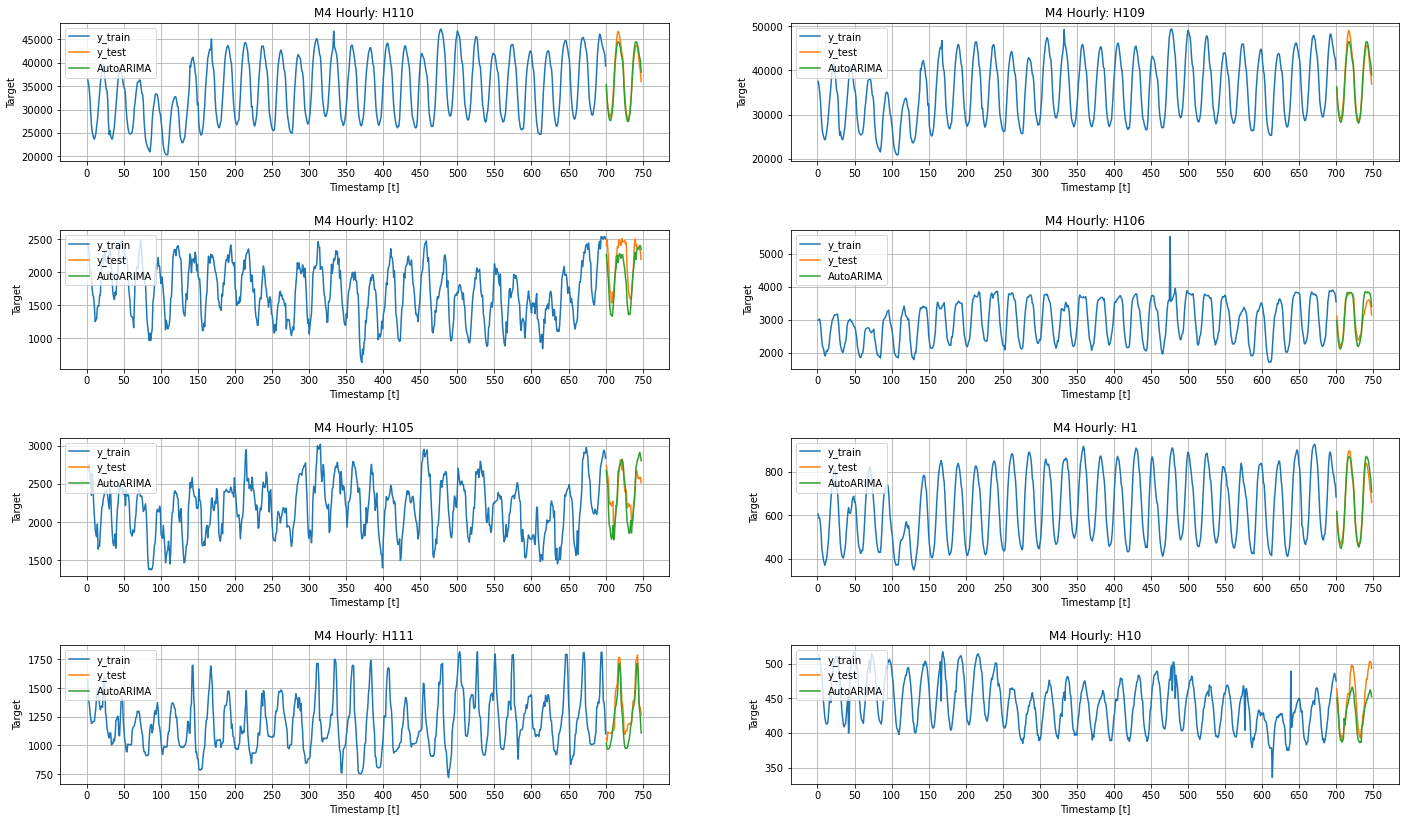 M4 Hourly: H110
y_train
y_test
AutoARIMA
Target
45000
40000
35000
30000
25000
20000
0 50 100 150 200 250 300 350 400 450 500 550 600 650 700 750
Timestamp [t]
M4 Hourly: H109
y_train
y_test
AutoARIMA
Target
50000
40000
30000
20000
0 50 100 150 200 250 300 350 400 450 500 550 600 650 700 750
Timestamp [t]
M4 Hourly: H102
y_train
y_test
AutoARIMA
Target
2500
2000
1500
1000
0 50 100 150 200 250 300 350 400 450 500 550 600 650 700 750
Timestamp [t]
M4 Hourly: H106
y_train
y_test
AutoARIMA
Target
5000
4000
3000
2000
0 50 100 150 200 250 300 350 400 450 500 550 600 650 700 750
Timestamp [t]
M4 Hourly: H105
y_train
y_test
AutoARIMA
Target
3000
2500
2000
1500
0 50 100 150 200 250 300 350 400 450 500 550 600 650 700 750
Timestamp [t]
M4 Hourly: H1
y_train
y_test
AutoARIMA
Target
800
600
400
0 50 100 150 200 250 300 350 400 450 500 550 600 650 700 750
Timestamp [t]
M4 Hourly: H111
y_train
y_test
AutoARIMA
Target
1750
1500
1250
1000
750
0 50 100 150 200 250 300 350 400 450 500 550 600 650 700 750
Timestamp [t]
M4 Hourly: H10
y_train
y_test
AutoARIMA
Target
500
450
400
350
0 50 100 150 200 250 300 350 400 450 500 550 600 650 700 750
Timestamp [t]